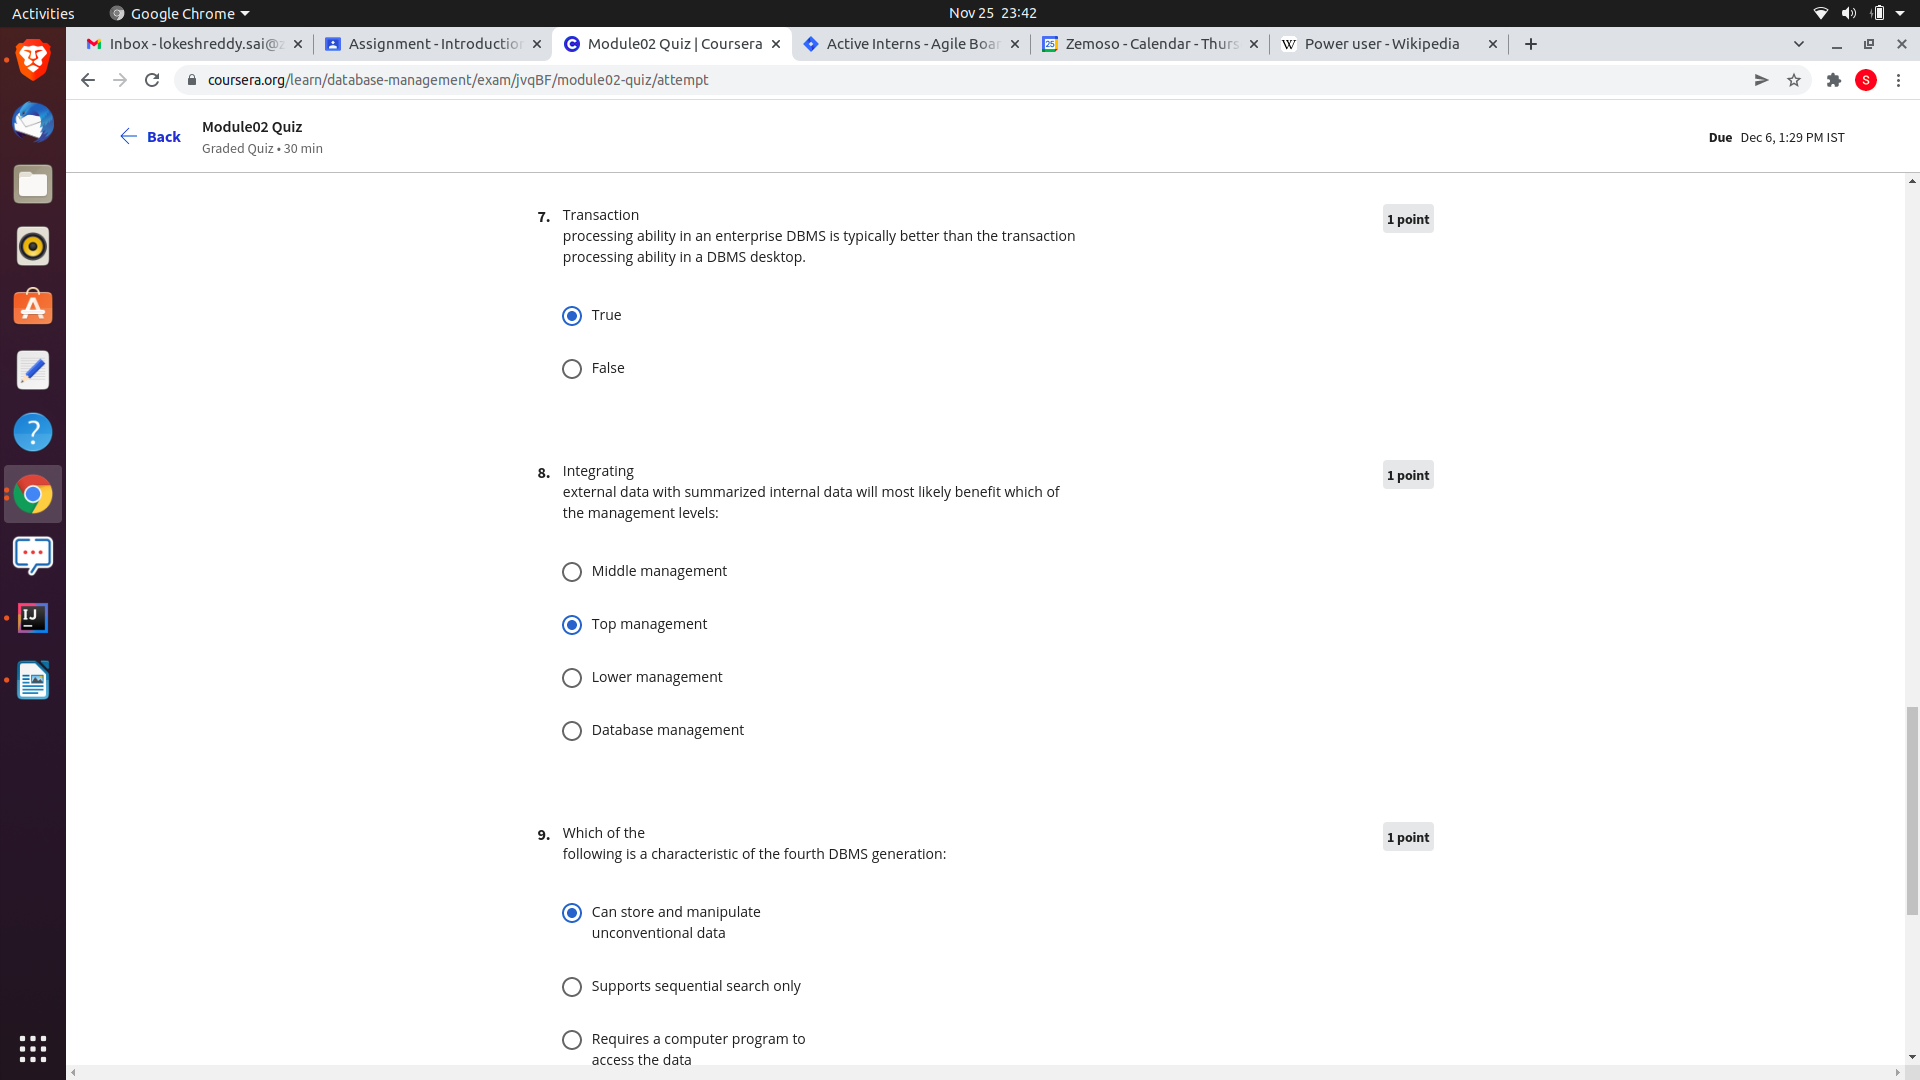 Activities
Google Chrome
Nov 25 23:42
Inbox - lokeshreddy.sai@z
Assignment - Introduction
Module02 Quiz | Coursera
Active Interns - Agile Boar
Zemoso - Calendar - Thurs
Power user - Wikipedia
coursera.org/learn/database-management/exam/jvqBF/module02-quiz/attempt
S
Back
Module02 Quiz
Graded Quiz • 30 min
Due Dec 6, 1:29 PM IST
7. Transaction
processing ability in an enterprise DBMS is typically better than the transaction
processing ability in a DBMS desktop.
1 point
True
False
8. Integrating
external data with summarized internal data will most likely benefit which of
the management levels:
1 point
Middle management
Top management
Lower management
Database management
9. Which of the
following is a characteristic of the fourth DBMS generation:
1 point
Can store and manipulate
unconventional data
Supports sequential search only
Requires a computer program to
access the data